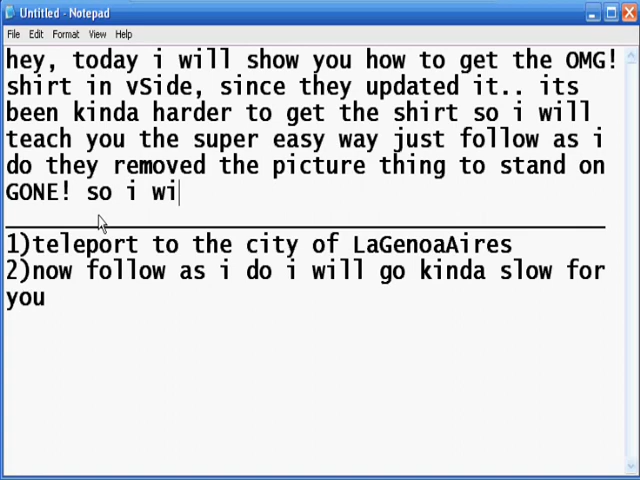 Untitled - Notepad
File Edit Format View Help
hey, today i will show you how to get the OMG!
shirt in vSide, since they updated it.. its
been kinda harder to get the shirt so i will
teach you the super easy way just follow as i
do they removed the picture thing to stand on
GONE! so i wi
1)teleport to the city of LaGenoaAires
2)now follow as i do i will go kinda slow for
you